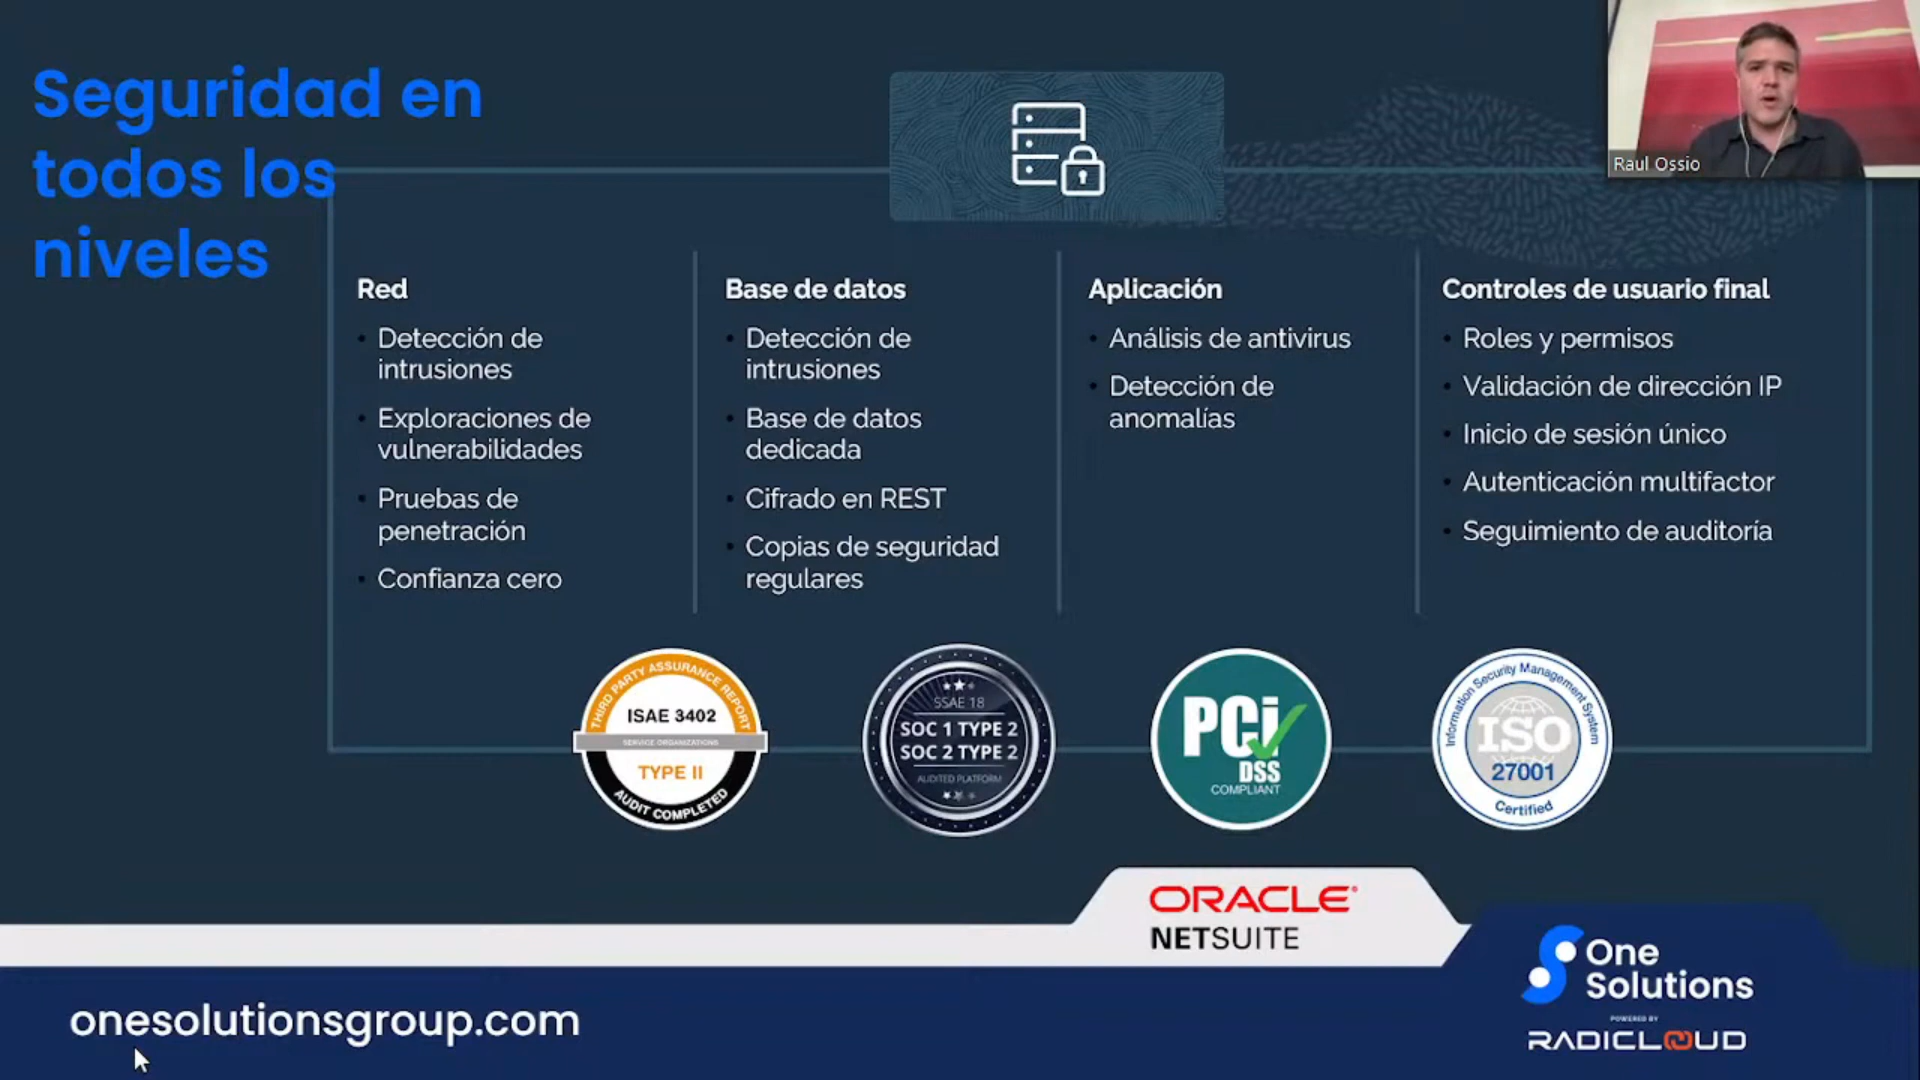 Seguridad en
todos los
niveles
Raul Ossio
Red
Detección de
intrusiones
Exploraciones de
vulnerabilidades
Pruebas de
penetración
Confianza cero
Base de datos
Detección de
intrusiones
Base de datos
dedicada
Cifrado en REST
Copias de seguridad
regulares
Aplicación
Análisis de antivirus
Detección de
anomalías
Controles de usuario final
Roles y permisos
Validación de dirección IP
Inicio de sesión único
Autenticación multifactor
Seguimiento de auditoría
THIRD PARTY ASSURANCE REPORT
ISAE 3402
SERVICE ORGANIZATIONS
TYPE II
AUDIT COMPLETED
SSAE 18
SOC 1 TYPE 2
SOC 2 TYPE 2
AUDITED PLATFORM
PCi
DSS
COMPLIANT
Information Security Management System
ISO
27001
Certified
ORACLE
NETSUITE
onesolutionsgroup.com
One
Solutions
POWERED BY
RADICLOUD